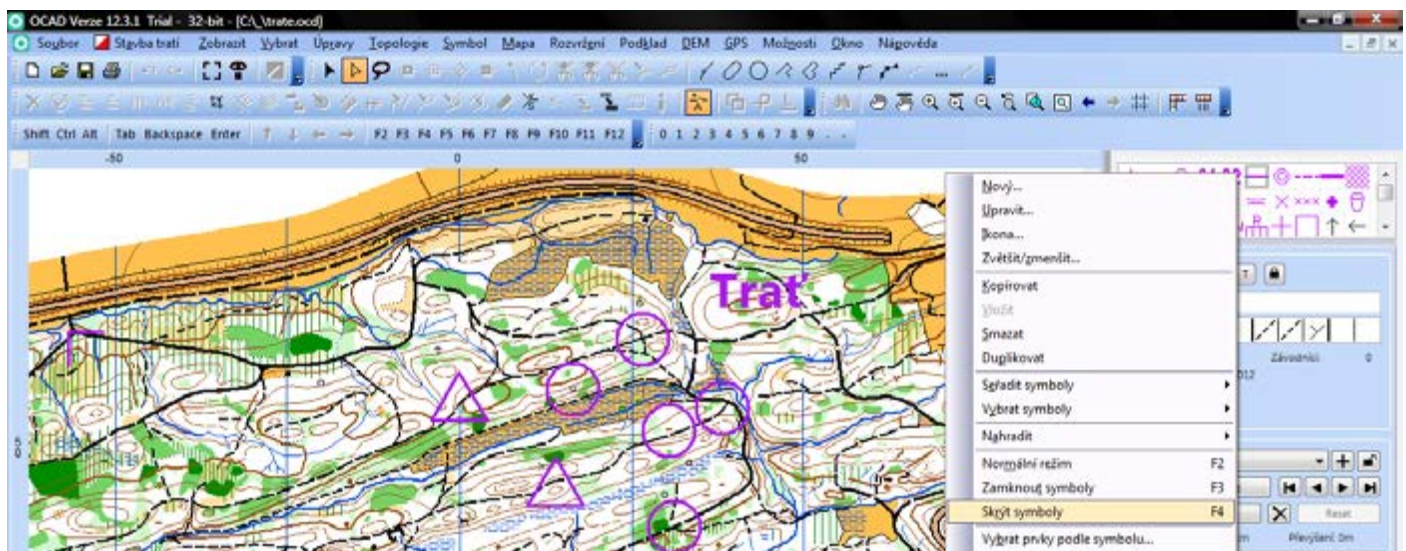 OCAD Verze 12.3.1 Trial - 32-bit - [C:\_\trate.ocd]
Soubor Stavba tratí Zobrazit Vybrat Úpravy Topologie Symbol Mapa Rozvržení Podklad DEM GPS Možnosti Okno Nápověda
Shift Ctrl Alt Tab Backspace Enter F2 F3 F4 F5 F6 F7 F8 F9 F10 F11 F12 0 1 2 3 4 5 6 7 8 9 . -
-50 0 50
Nový...
Upravit...
Ikona...
Zvětšit/zmenšit...
Kopírovat
Vložit
Smazat
Duplikovat
Seřadit symboly
Vybrat symboly
Nahradit
Normální režim F2
Zamknout symboly F3
Skrýt symboly F4
Vybrat prvky podle symbolu...
Trať
T
Závodníci 0
Reset
Převýšení: 0m